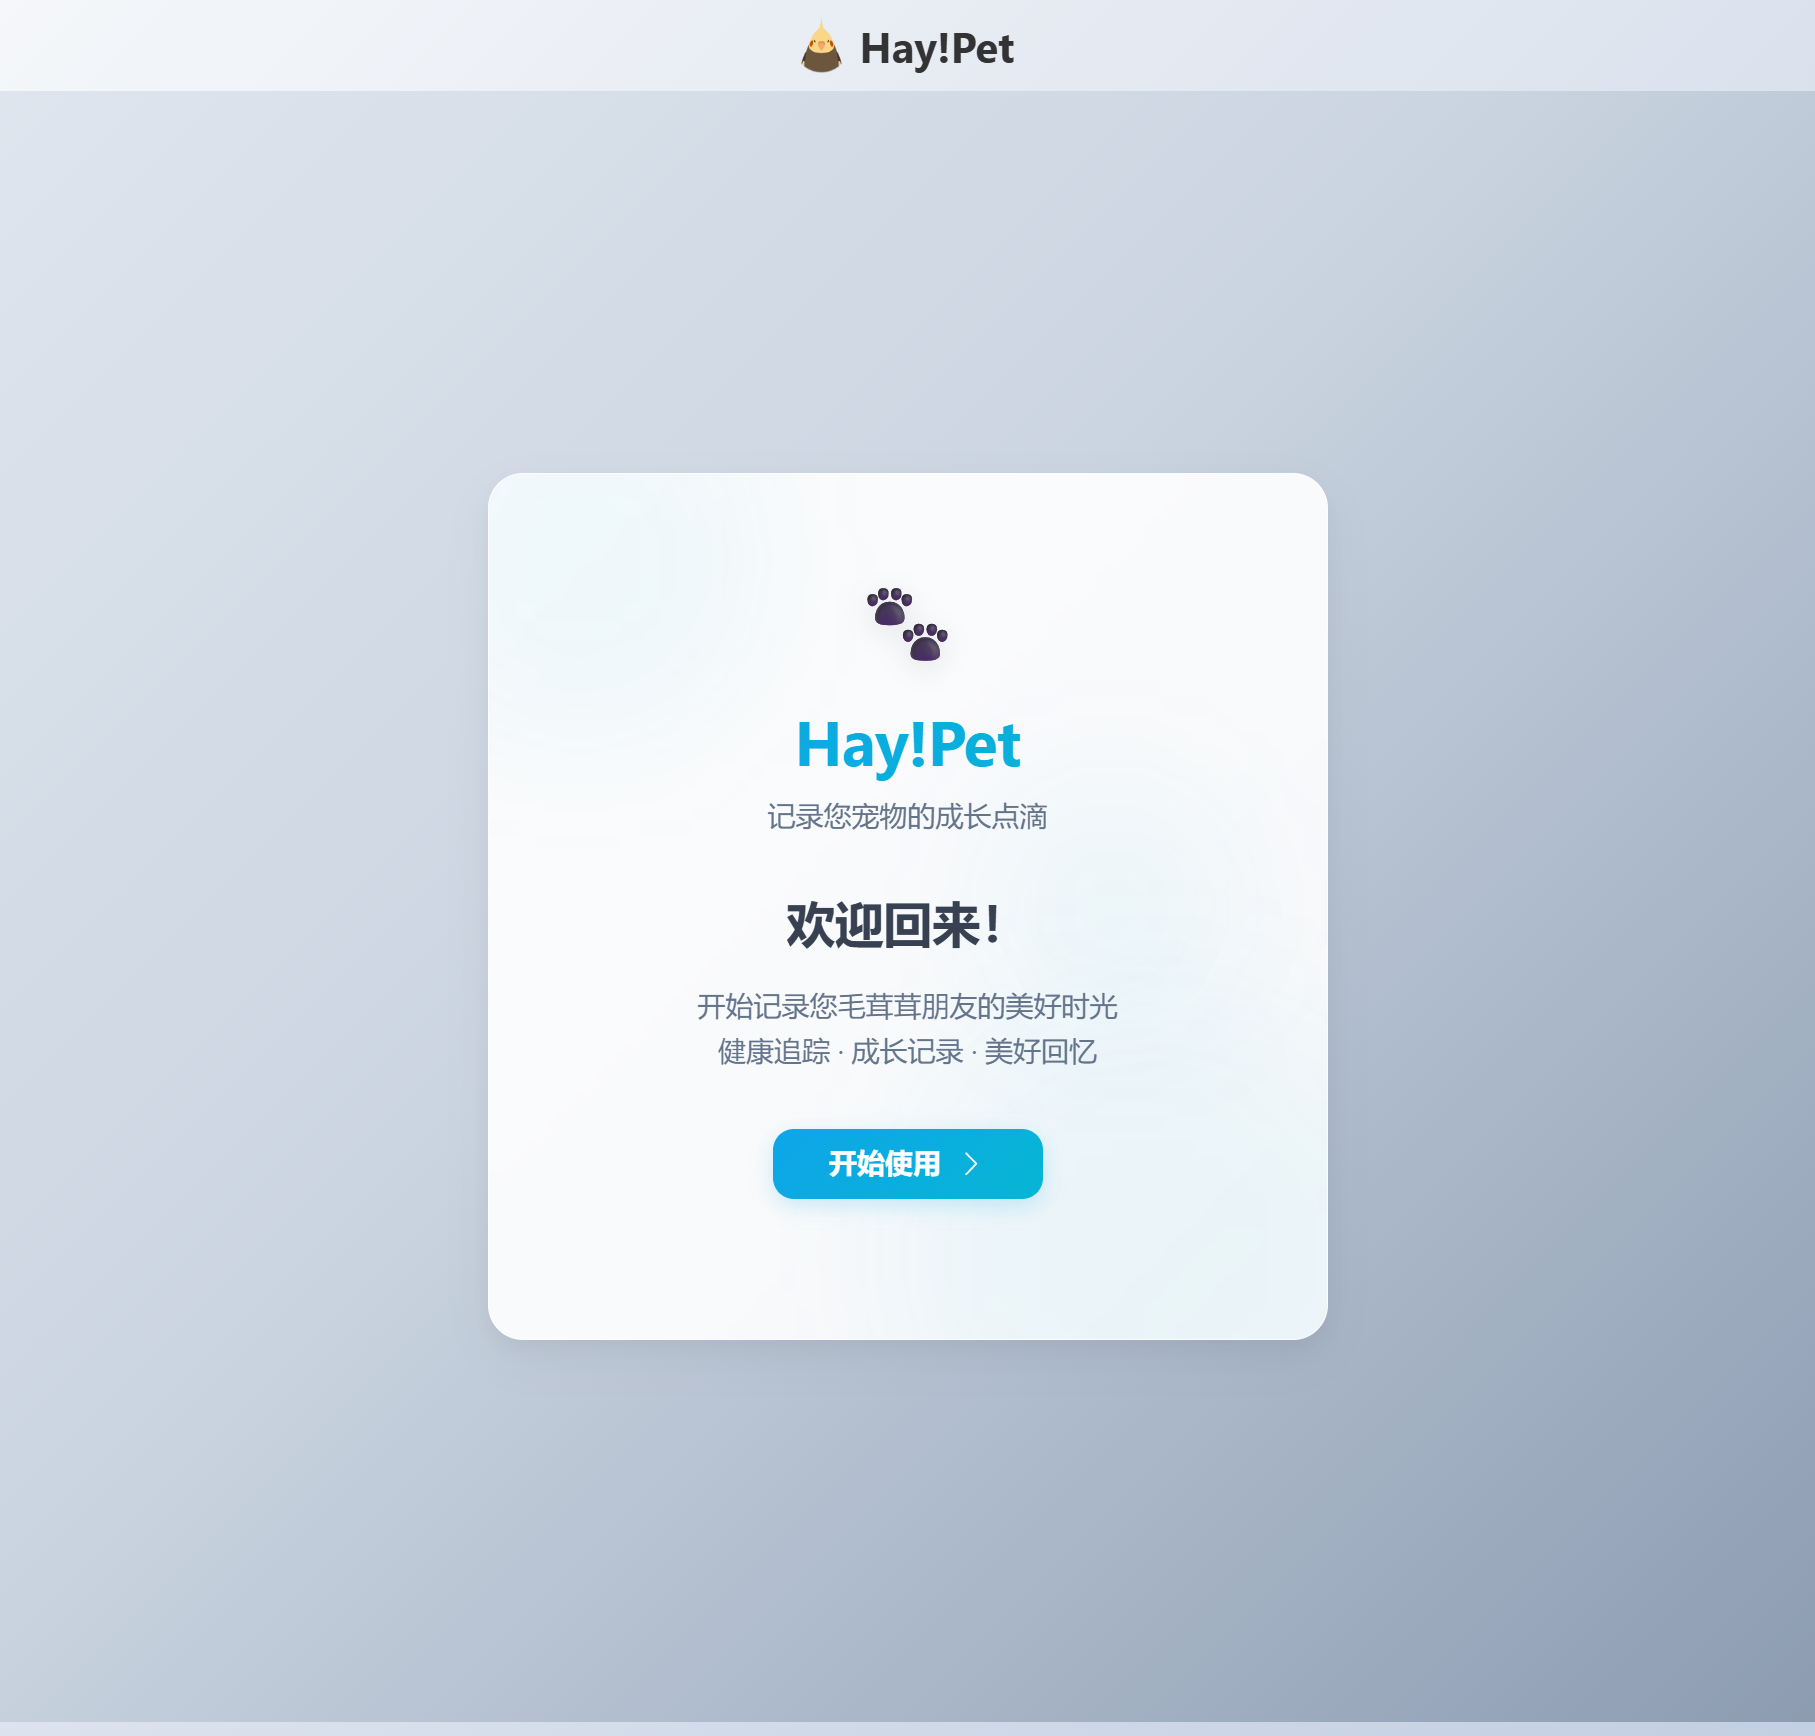 Hay!Pet
Hay!Pet
记录您宠物的成长点滴
欢迎回来！
开始记录您毛茸茸朋友的美好时光
健康追踪 · 成长记录 · 美好回忆
开始使用